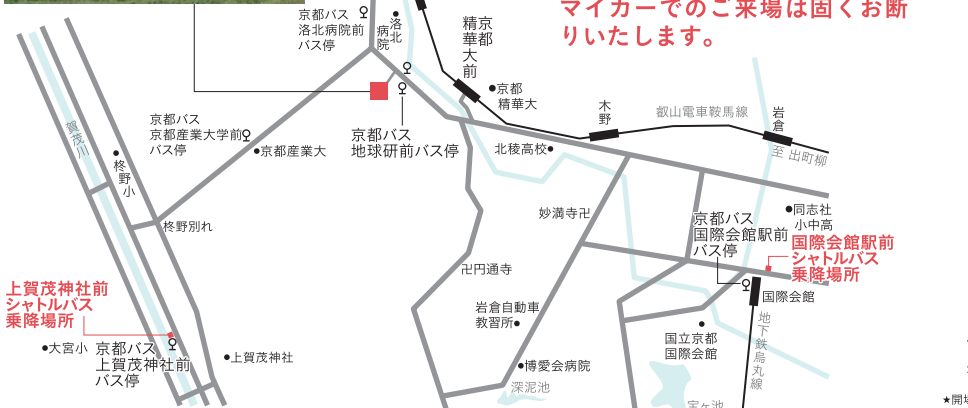 マイカーでのご来場は固くお断
りいたします。
京都バス
洛北病院前
バス停
洛北
病院
京都
精華大前
京都
精華大
木野
叡山電車鞍馬線
岩倉
至 出町柳
賀茂川
京都バス
京都産業大学前
バス停
京都産業大
柊野小
京都バス
地球研前バス停
北稜高校
妙満寺卍
柊野別れ
同志社
小中高
京都バス
国際会館駅前
バス停
国際会館駅前
シャトルバス
乗降場所
卍円通寺
国際会館
上賀茂神社前
シャトルバス
乗降場所
岩倉自動車
教習所
地下鉄烏丸線
国立京都
国際会館
大宮小
京都バス
上賀茂神社前
バス停
上賀茂神社
博愛会病院
深泥池
宝ヶ池
★開